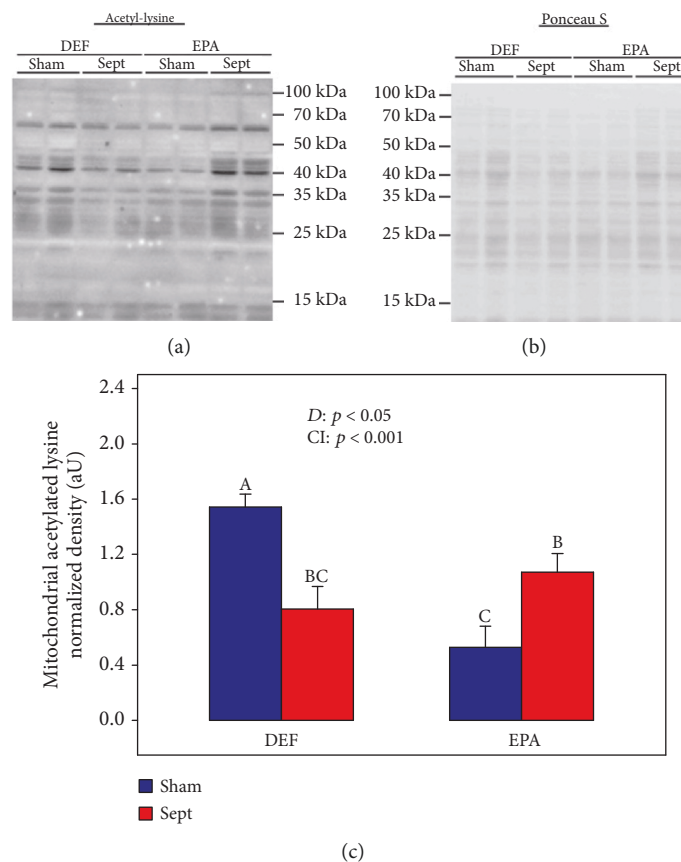 Acetyl-lysine
DEF EPA
Sham Sept Sham Sept
100 kDa
70 kDa
50 kDa
40 kDa
35 kDa
25 kDa
15 kDa
(a)
Ponceau S
DEF EPA
Sham Sept Sham Sept
100 kDa
70 kDa
50 kDa
40 kDa
35 kDa
25 kDa
15 kDa
(b)
Mitochondrial acetylated lysine
normalized density (aU)
2.4
2.0
1.6
1.2
0.8
0.4
0.0
D: p < 0.05
CI: p < 0.001
A
BC
C
B
DEF EPA
Sham
Sept
(c)